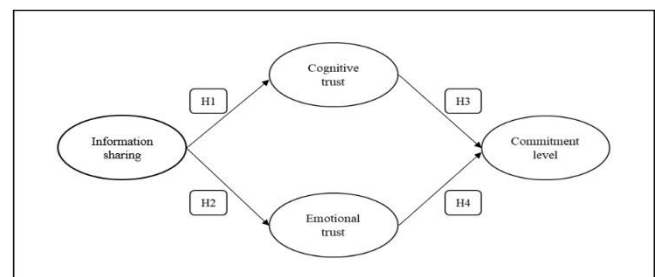 Cognitive
trust
H1
H3
Information
sharing
Commitment
level
H2
H4
Emotional
trust